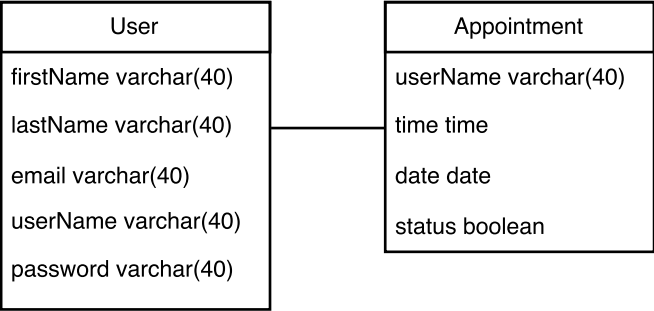 User
firstName varchar(40)
lastName varchar(40)
email varchar(40)
userName varchar(40)
password varchar(40)
Appointment
userName varchar(40)
time time
date date
status boolean